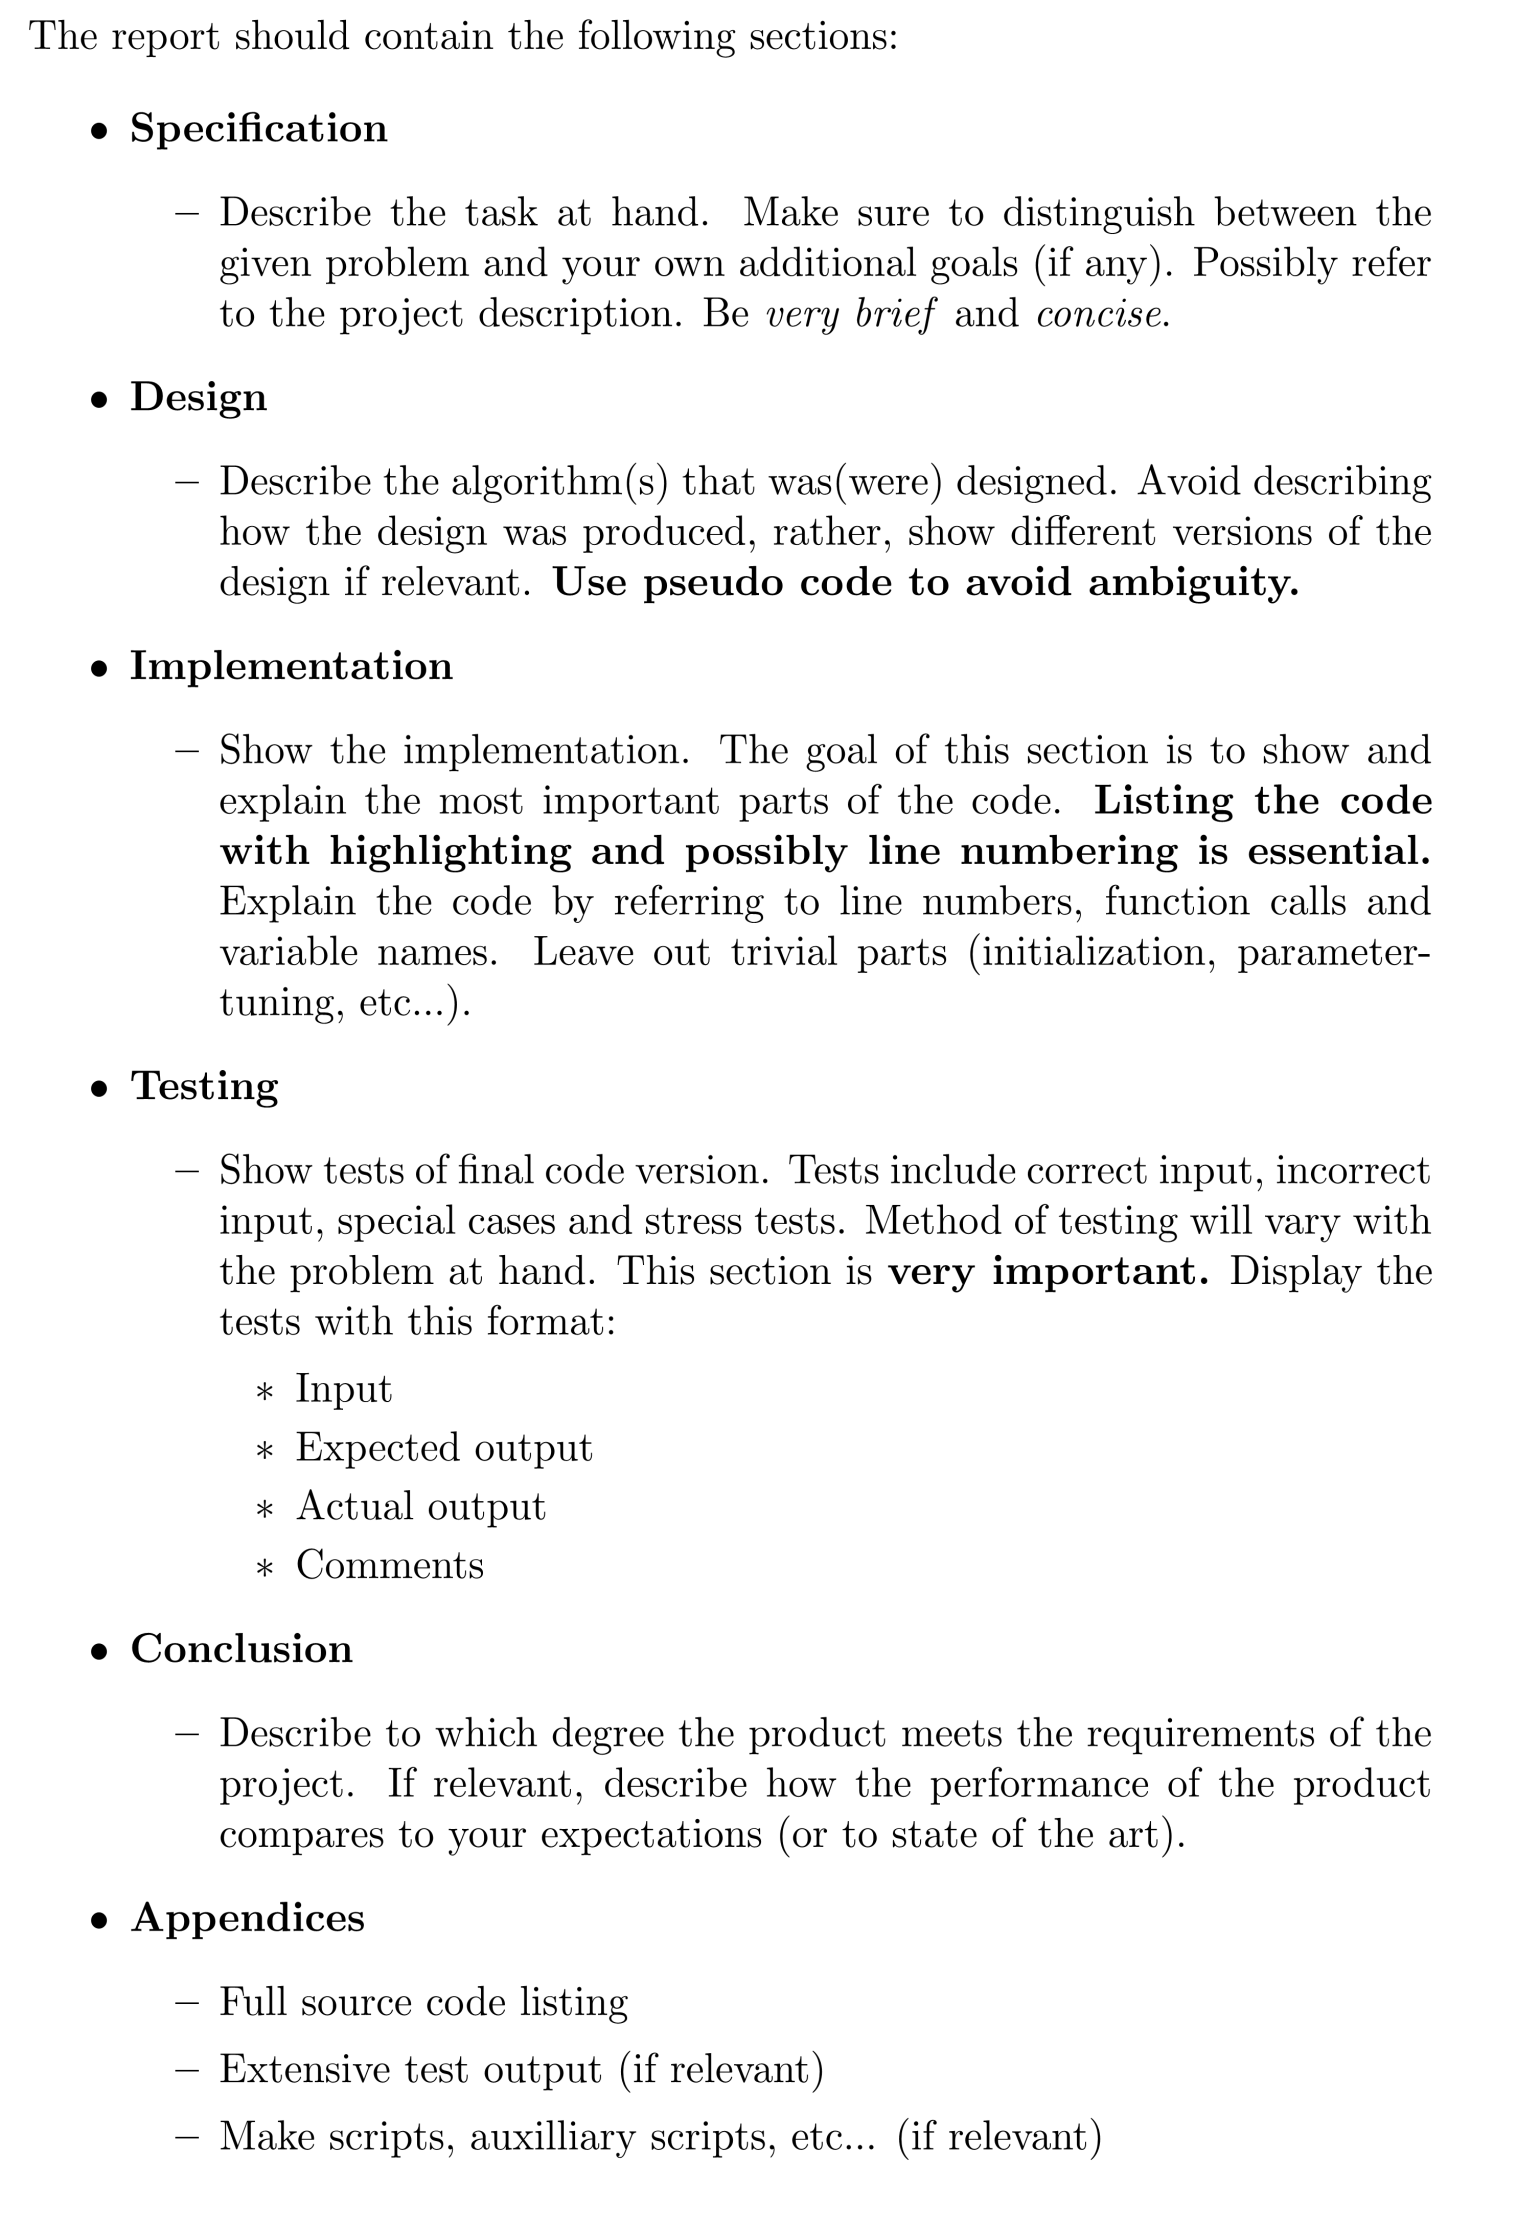 The report should contain the following sections:
• Specification
– Describe the task at hand. Make sure to distinguish between the
given problem and your own additional goals (if any). Possibly refer
to the project description. Be very brief and concise.
• Design
– Describe the algorithm(s) that was(were) designed. Avoid describing
how the design was produced, rather, show different versions of the
design if relevant. Use pseudo code to avoid ambiguity.
• Implementation
– Show the implementation. The goal of this section is to show and
explain the most important parts of the code. Listing the code
with highlighting and possibly line numbering is essential.
Explain the code by referring to line numbers, function calls and
variable names. Leave out trivial parts (initialization, parameter-
tuning, etc...).
• Testing
– Show tests of final code version. Tests include correct input, incorrect
input, special cases and stress tests. Method of testing will vary with
the problem at hand. This section is very important. Display the
tests with this format:
∗ Input
∗ Expected output
∗ Actual output
∗ Comments
• Conclusion
– Describe to which degree the product meets the requirements of the
project. If relevant, describe how the performance of the product
compares to your expectations (or to state of the art).
• Appendices
– Full source code listing
– Extensive test output (if relevant)
– Make scripts, auxilliary scripts, etc... (if relevant)